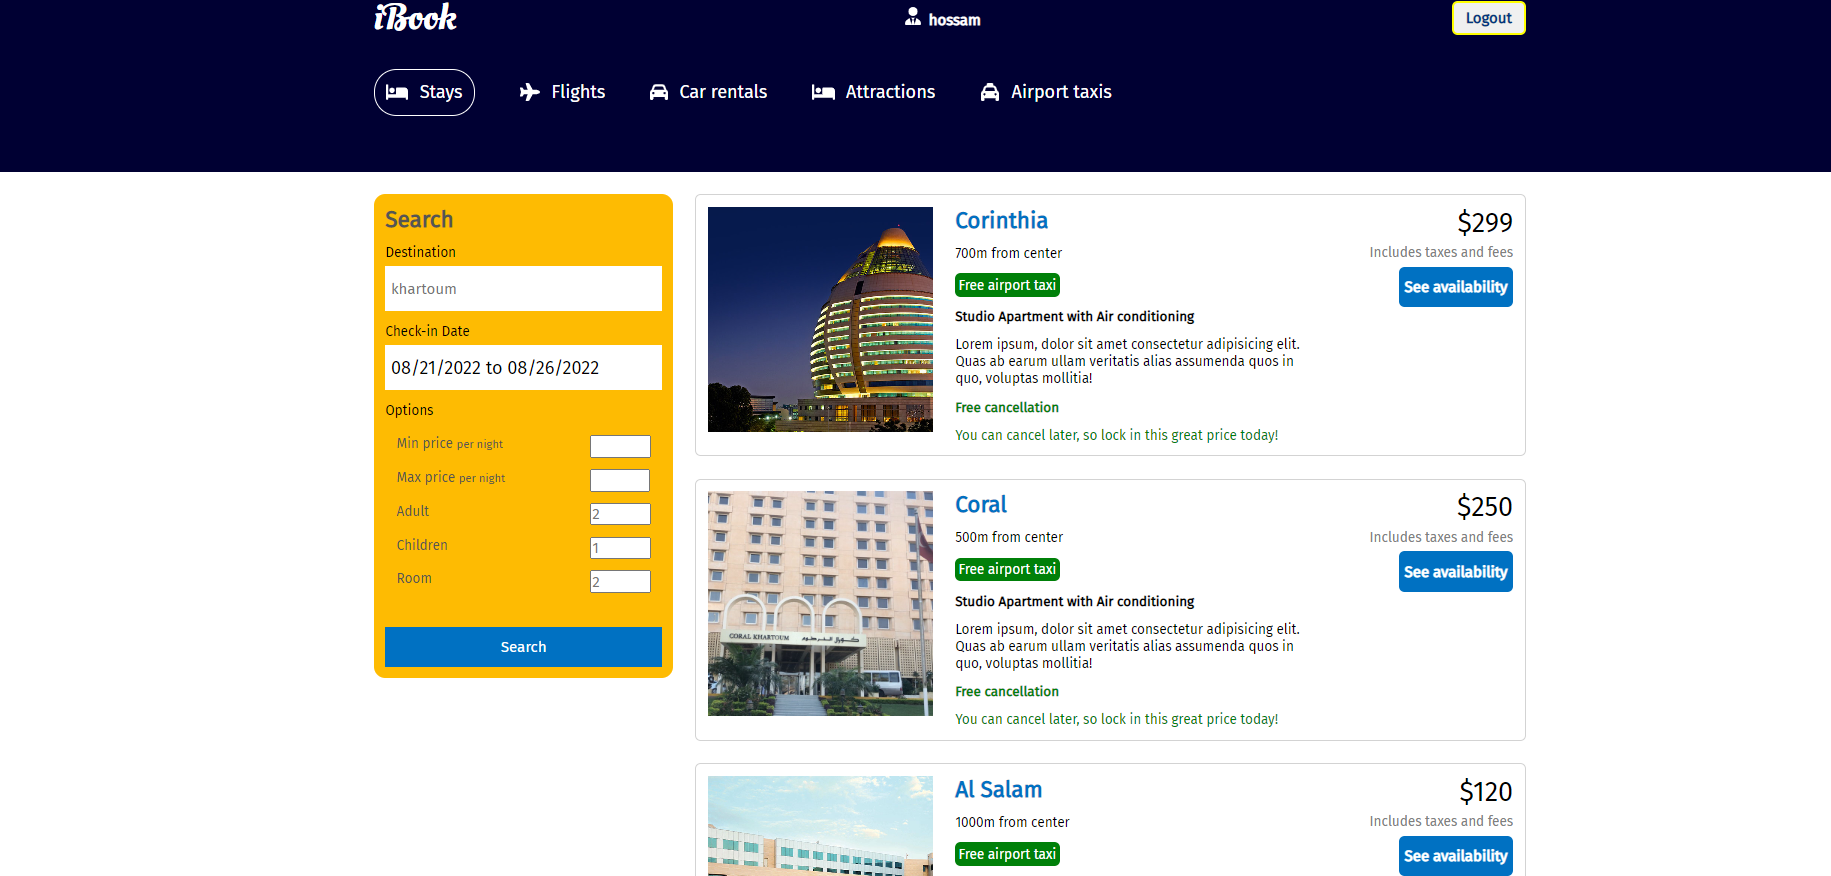 iBook
hossam
Logout
Stays
Flights
Car rentals
Attractions
Airport taxis
Search
Destination
khartoum
Check-in Date
08/21/2022 to 08/26/2022
Options
Min price per night
Max price per night
Adult
2
Children
1
Room
2
Search
Corinthia
$299
700m from center
Includes taxes and fees
Free airport taxi
See availability
Studio Apartment with Air conditioning
Lorem ipsum, dolor sit amet consectetur adipisicing elit.
Quas ab earum ullam veritatis alias assumenda quos in
quo, voluptas mollitia!
Free cancellation
You can cancel later, so lock in this great price today!
CORAL KHARTOUM كورال الخرطوم
Coral
$250
500m from center
Includes taxes and fees
Free airport taxi
See availability
Studio Apartment with Air conditioning
Lorem ipsum, dolor sit amet consectetur adipisicing elit.
Quas ab earum ullam veritatis alias assumenda quos in
quo, voluptas mollitia!
Free cancellation
You can cancel later, so lock in this great price today!
Al Salam
$120
1000m from center
Includes taxes and fees
Free airport taxi
See availability